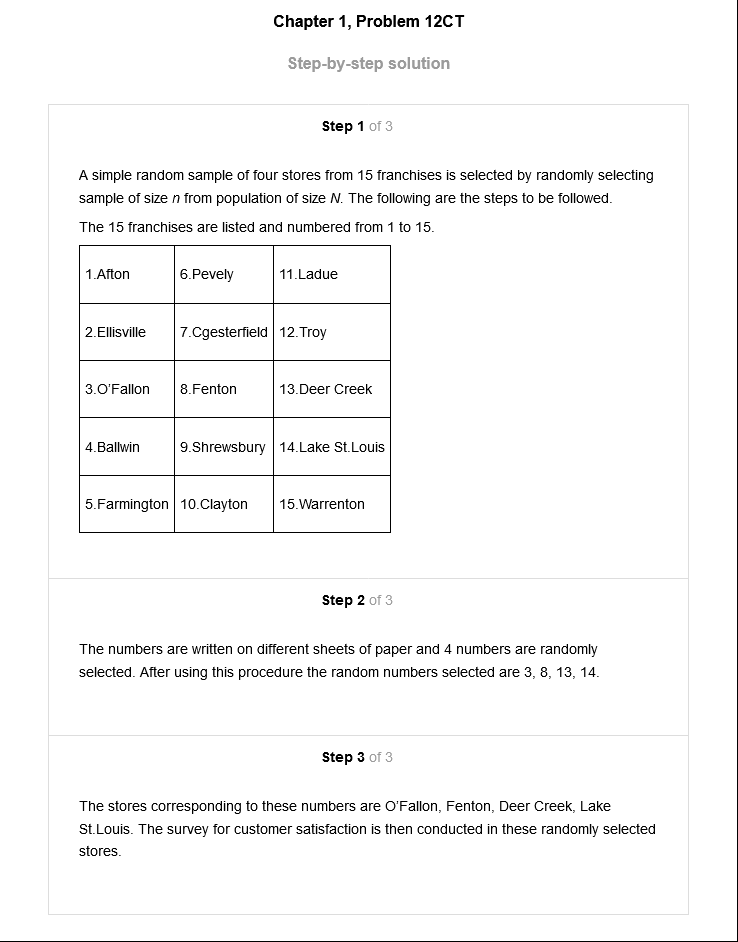 Chapter 1, Problem 12CT
Step-by-step solution
Step 1 of 3
A simple random sample of four stores from 15 franchises is selected by randomly selecting
sample of size n from population of size N. The following are the steps to be followed.
The 15 franchises are listed and numbered from 1 to 15.
1.Afton 6.Pevely 11.Ladue
2.Ellisville 7.Cgesterfield 12.Troy
3.O'Fallon 8.Fenton 13.Deer Creek
4.Ballwin 9.Shrewsbury 14.Lake St.Louis
5.Farmington 10.Clayton 15.Warrenton
Step 2 of 3
The numbers are written on different sheets of paper and 4 numbers are randomly
selected. After using this procedure the random numbers selected are 3, 8, 13, 14.
Step 3 of 3
The stores corresponding to these numbers are O'Fallon, Fenton, Deer Creek, Lake
St.Louis. The survey for customer satisfaction is then conducted in these randomly selected
stores.